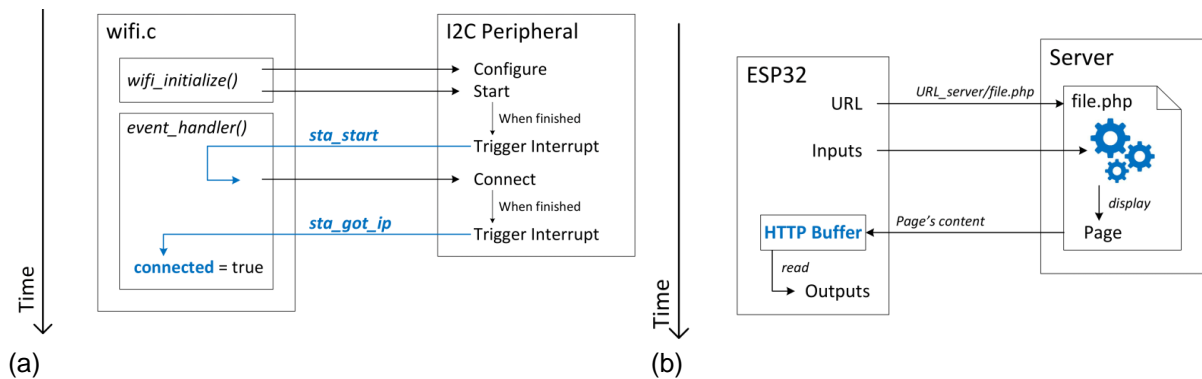 wifi.c
I2C Peripheral
wifi_initialize()
Configure
Start
When finished
event_handler()
sta_start
Trigger Interrupt
Connect
When finished
sta_got_ip
Trigger Interrupt
connected = true
Time
(a)
ESP32
Server
URL
URL_server/file.php
file.php
Inputs
display
HTTP Buffer
Page's content
Page
read
Outputs
Time
(b)